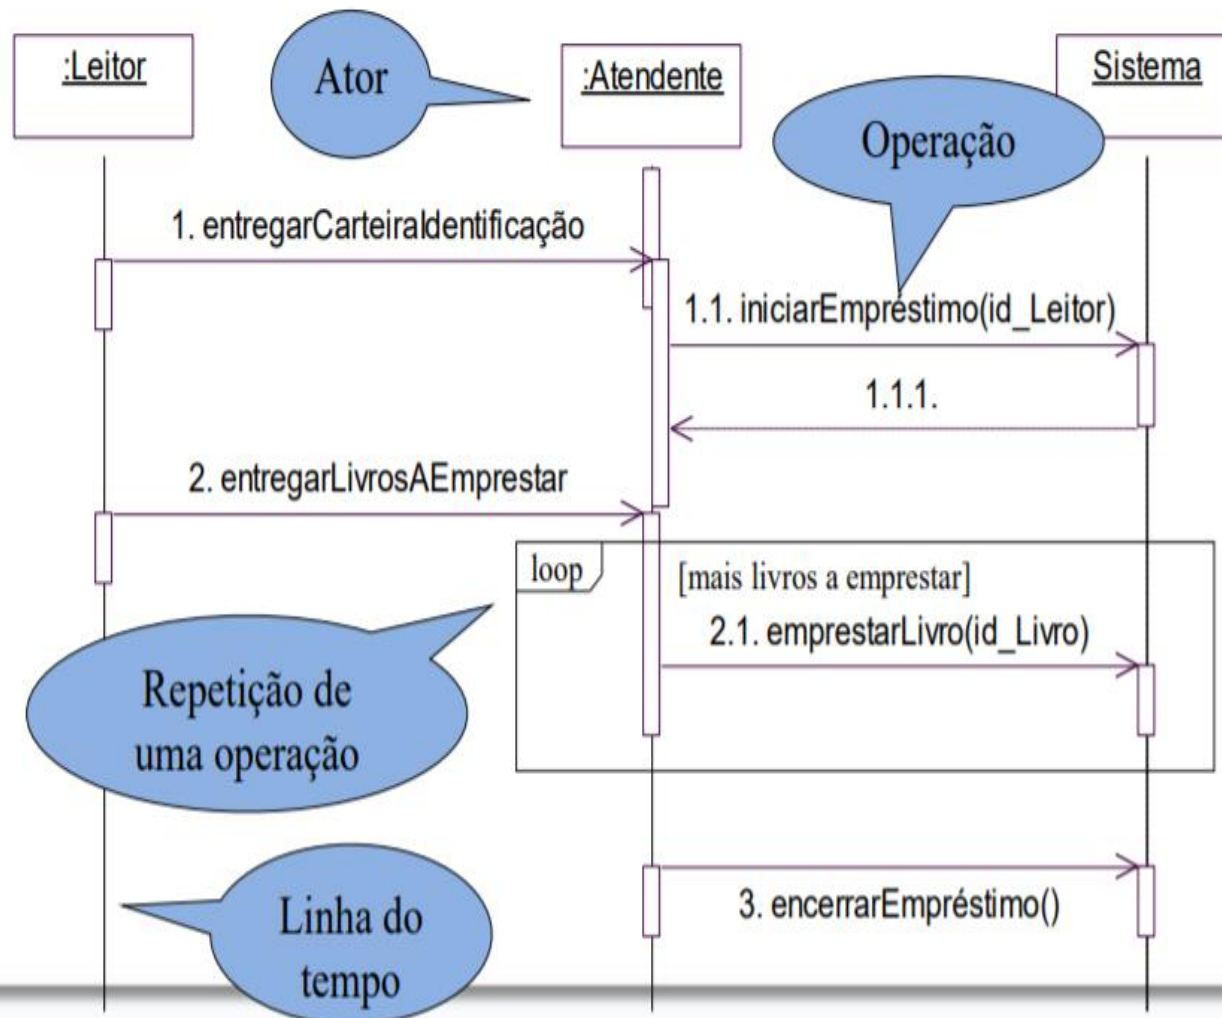 :Leitor
Ator
:Atendente
Sistema
Operação
1. entregarCarteiraIdentificação
1.1. iniciarEmpréstimo(id_Leitor)
1.1.1.
2. entregarLivrosAEmprestar
loop
[mais livros a emprestar]
2.1. emprestarLivro(id_Livro)
Repetição de
uma operação
3. encerrarEmpréstimo()
Linha do
tempo